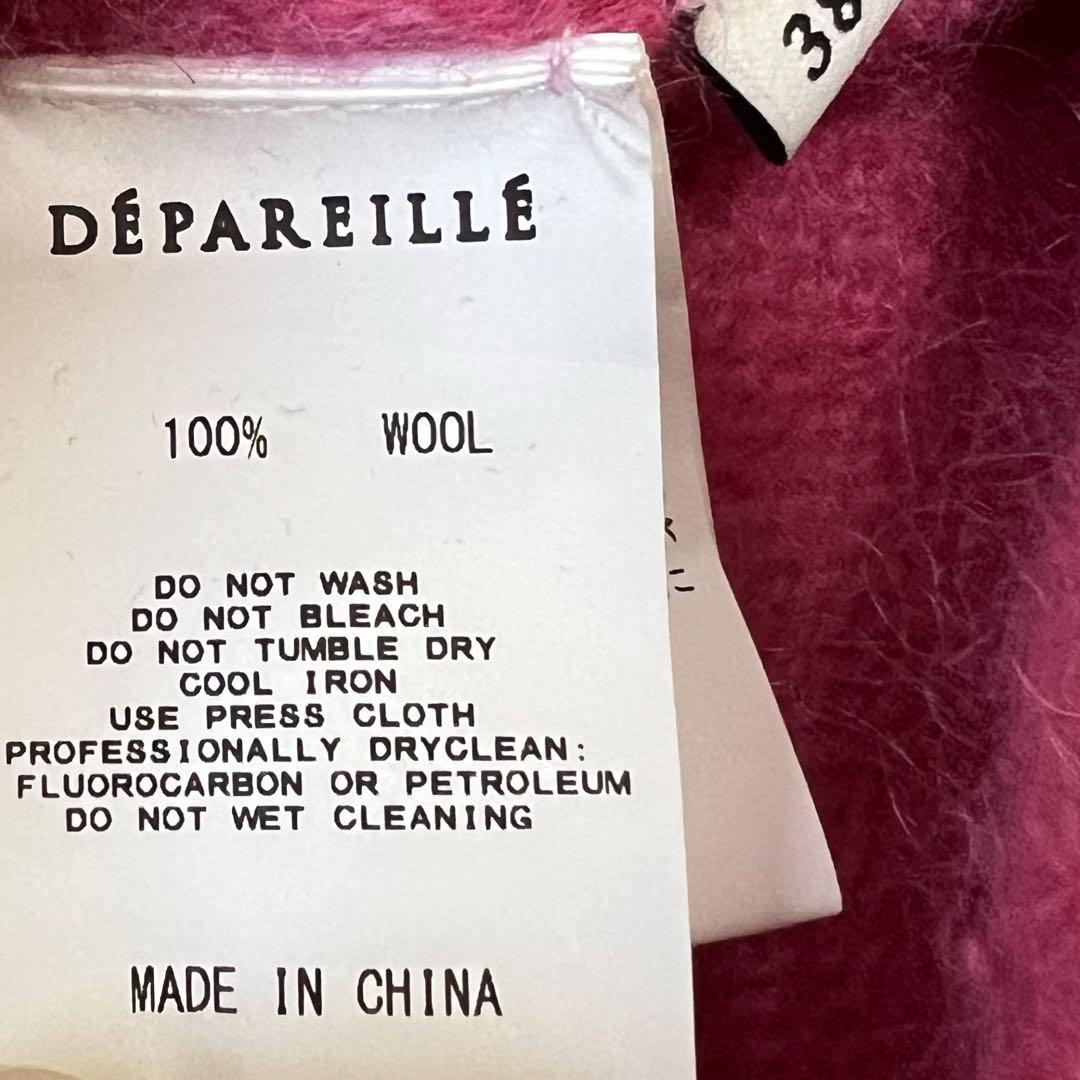 38
DÉPAREILLÉ
100% WOOL
DO NOT WASH
DO NOT BLEACH
DO NOT TUMBLE DRY
COOL IRON
USE PRESS CLOTH
PROFESSIONALLY DRYCLEAN:
FLUOROCARBON OR PETROLEUM
DO NOT WET CLEANING
MADE IN CHINA